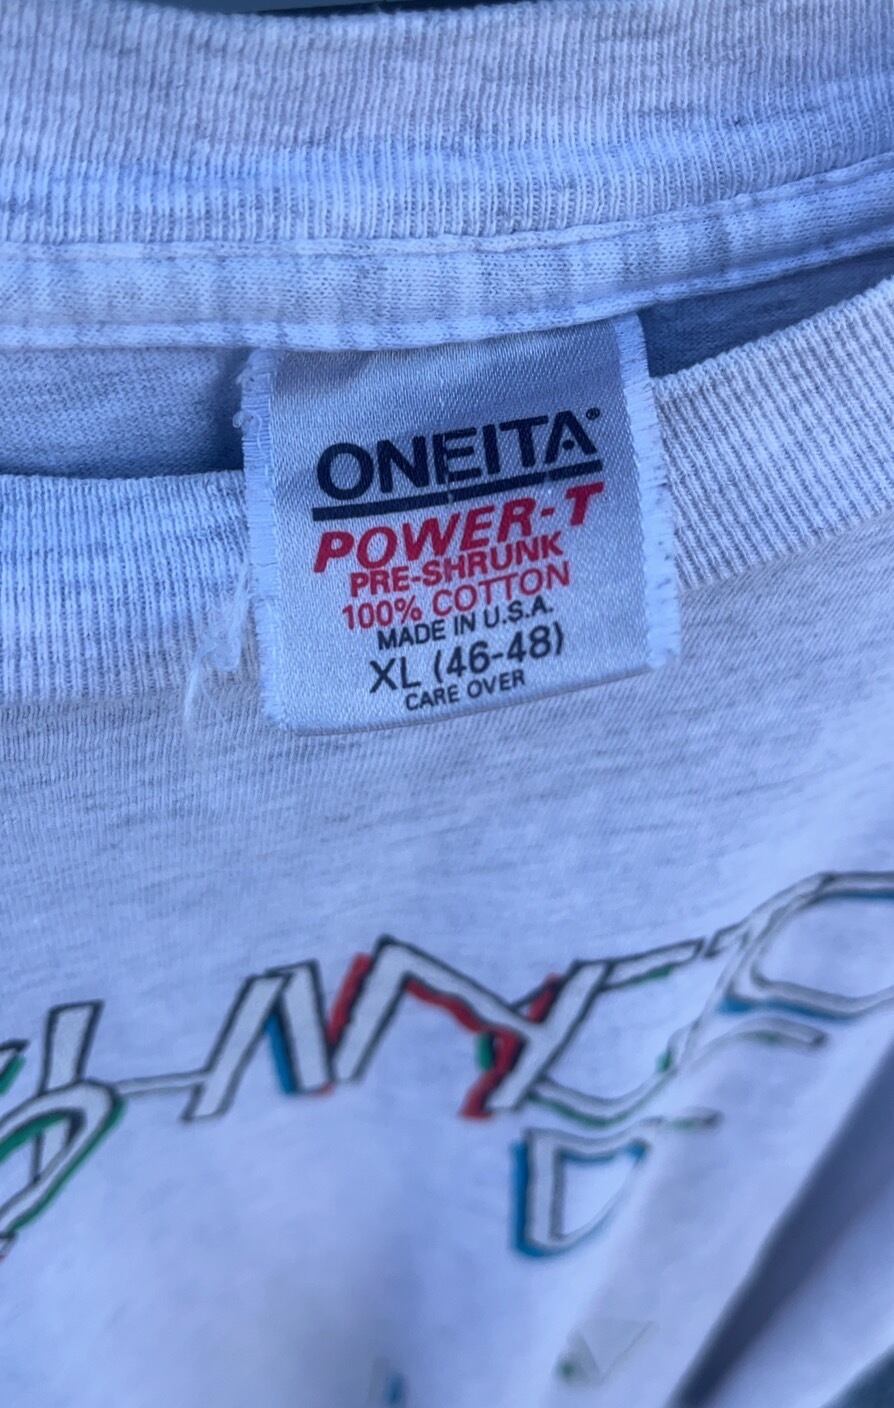 ONEITA®
POWER-T
PRE-SHRUNK
100% COTTON
MADE IN U.S.A.
XL (46-48)
CARE OVER